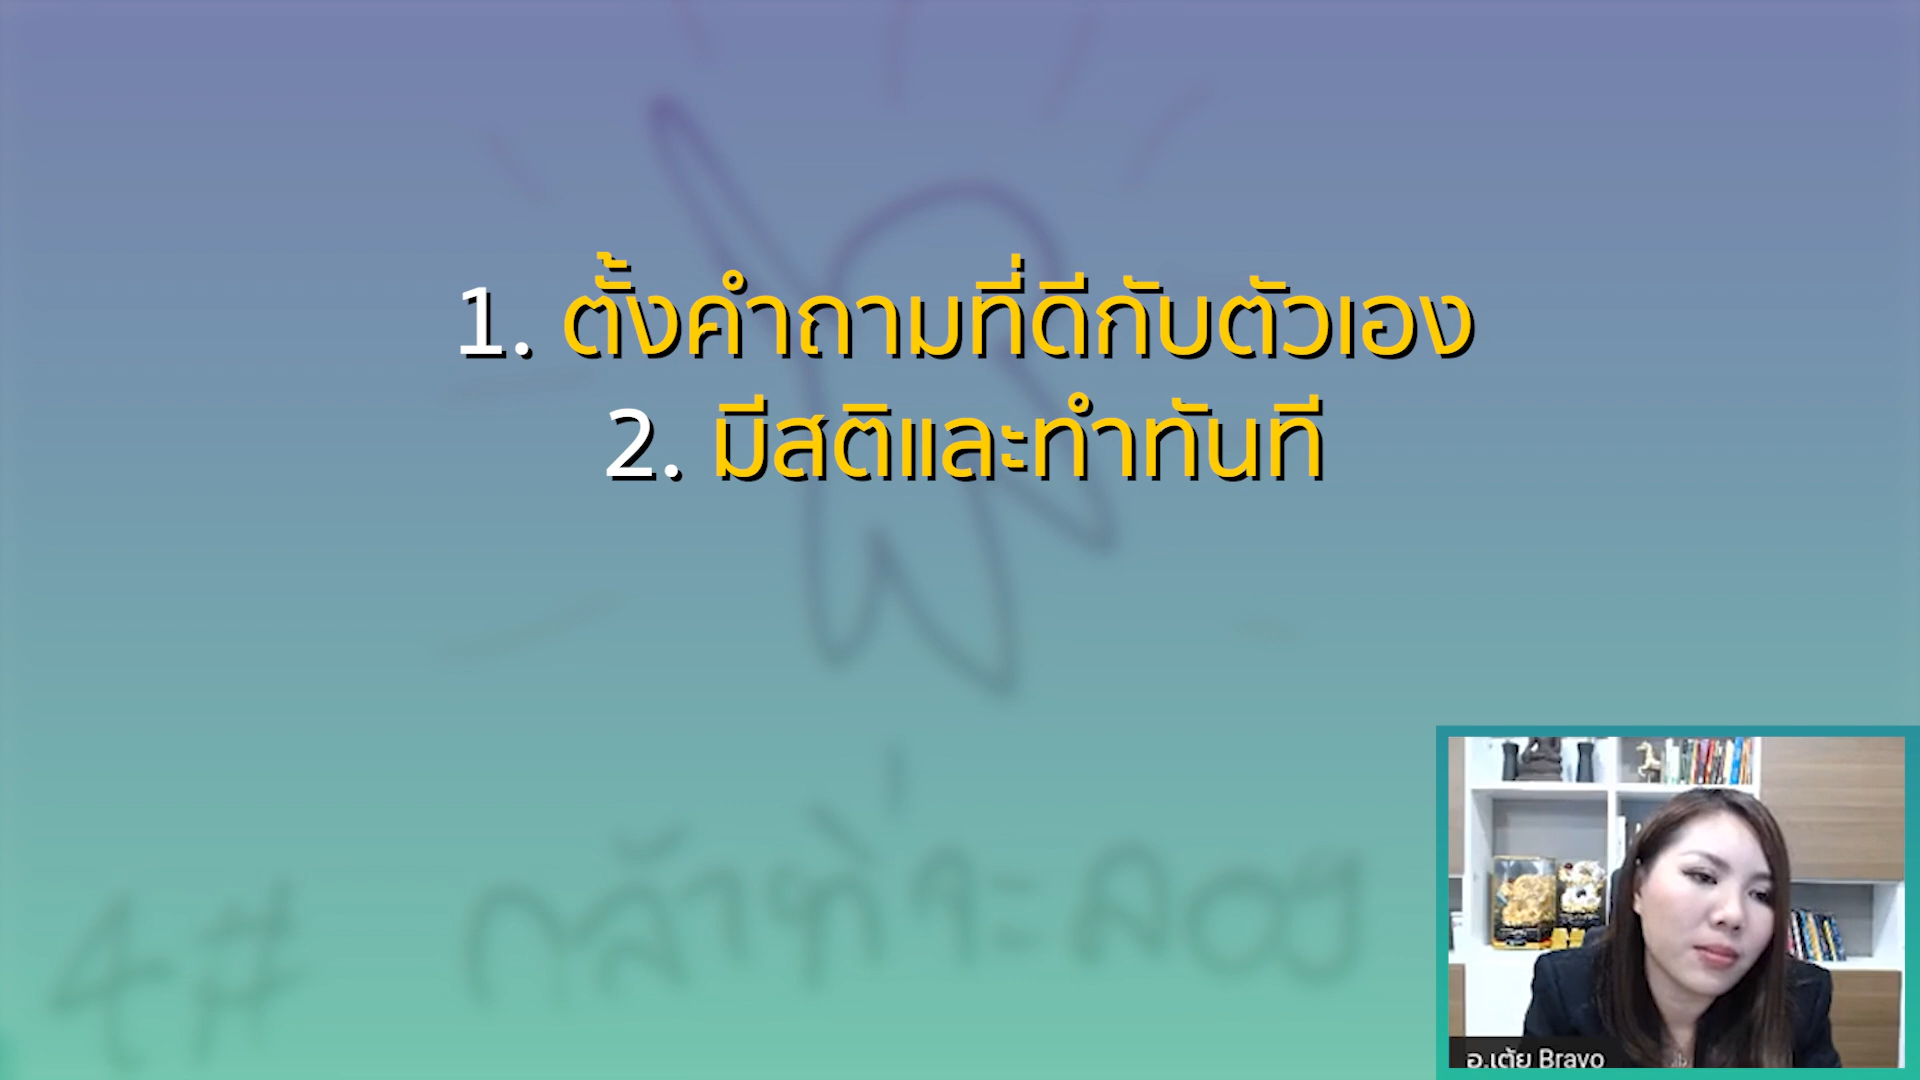 1. ตั้งคำถามที่ดีกับตัวเอง
2. มีสติและทำทันที
4# กล้าที่จะลอง
อ.เต้ย Bravo